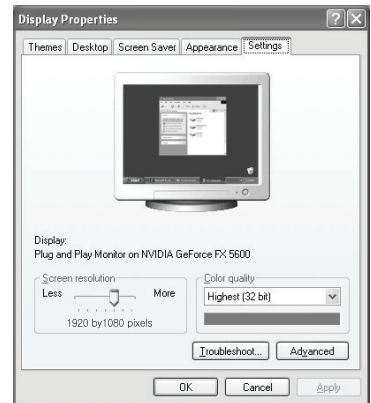 Display Properties
Themes Desktop Screen Saver Appearance Settings
Display:
Plug and Play Monitor on NVIDIA GeForce FX 5600
Screen resolution
Less More
1920 by1080 pixels
Color quality
Highest (32 bit)
Troubleshoot... Advanced
OK Cancel Apply